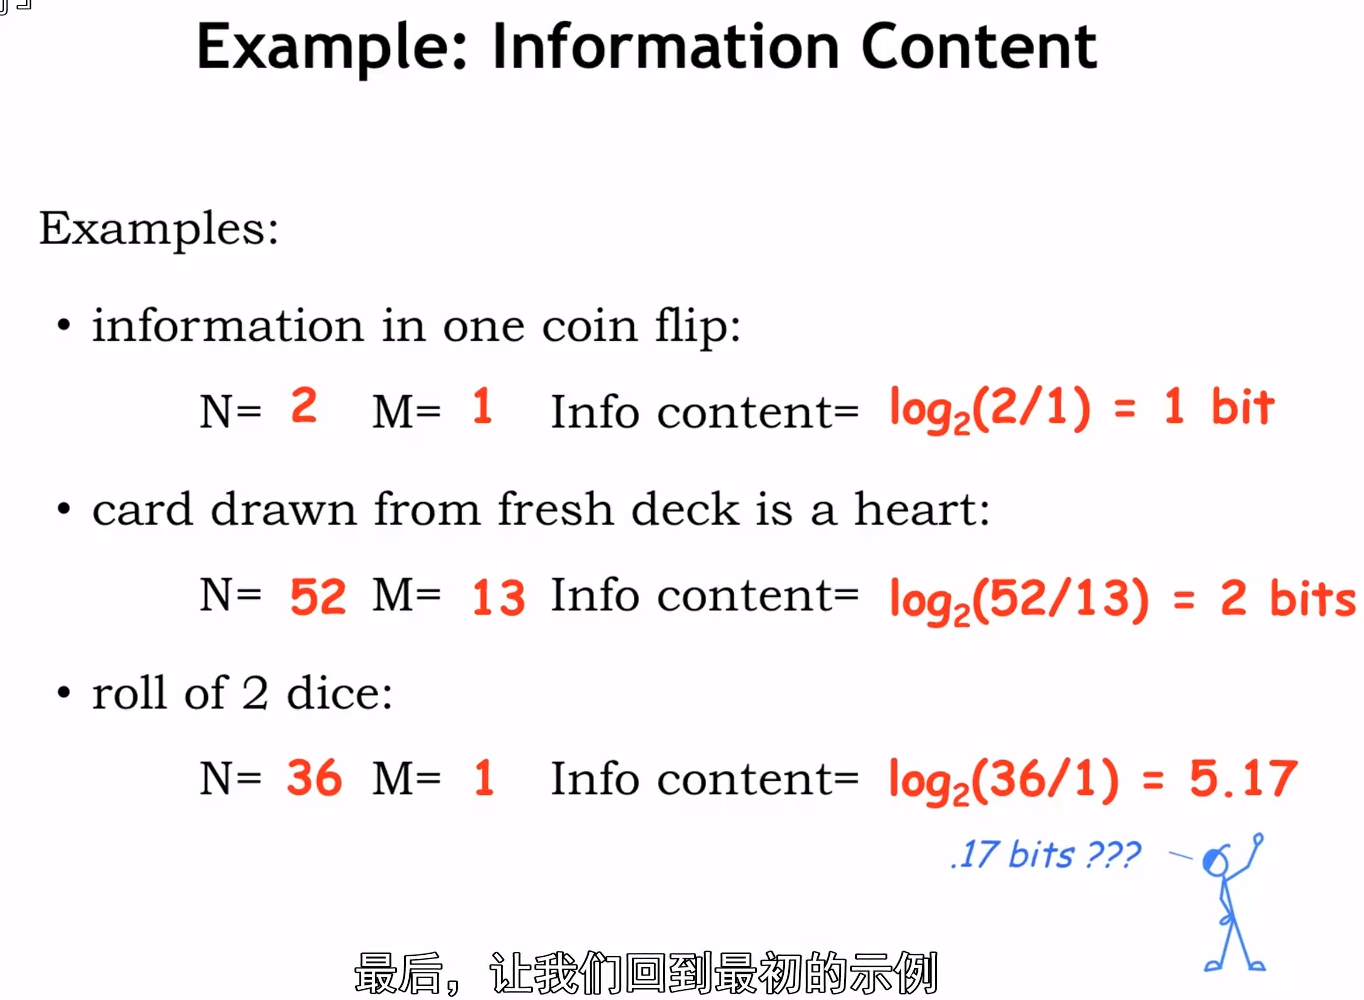 Example: Information Content
Examples:
• information in one coin flip:
N= 2 M= 1 Info content= log₂(2/1) = 1 bit
• card drawn from fresh deck is a heart:
N= 52 M= 13 Info content= log₂(52/13) = 2 bits
• roll of 2 dice:
N= 36 M= 1 Info content= log₂(36/1) = 5.17
.17 bits ???
最后，让我们回到最初的示例